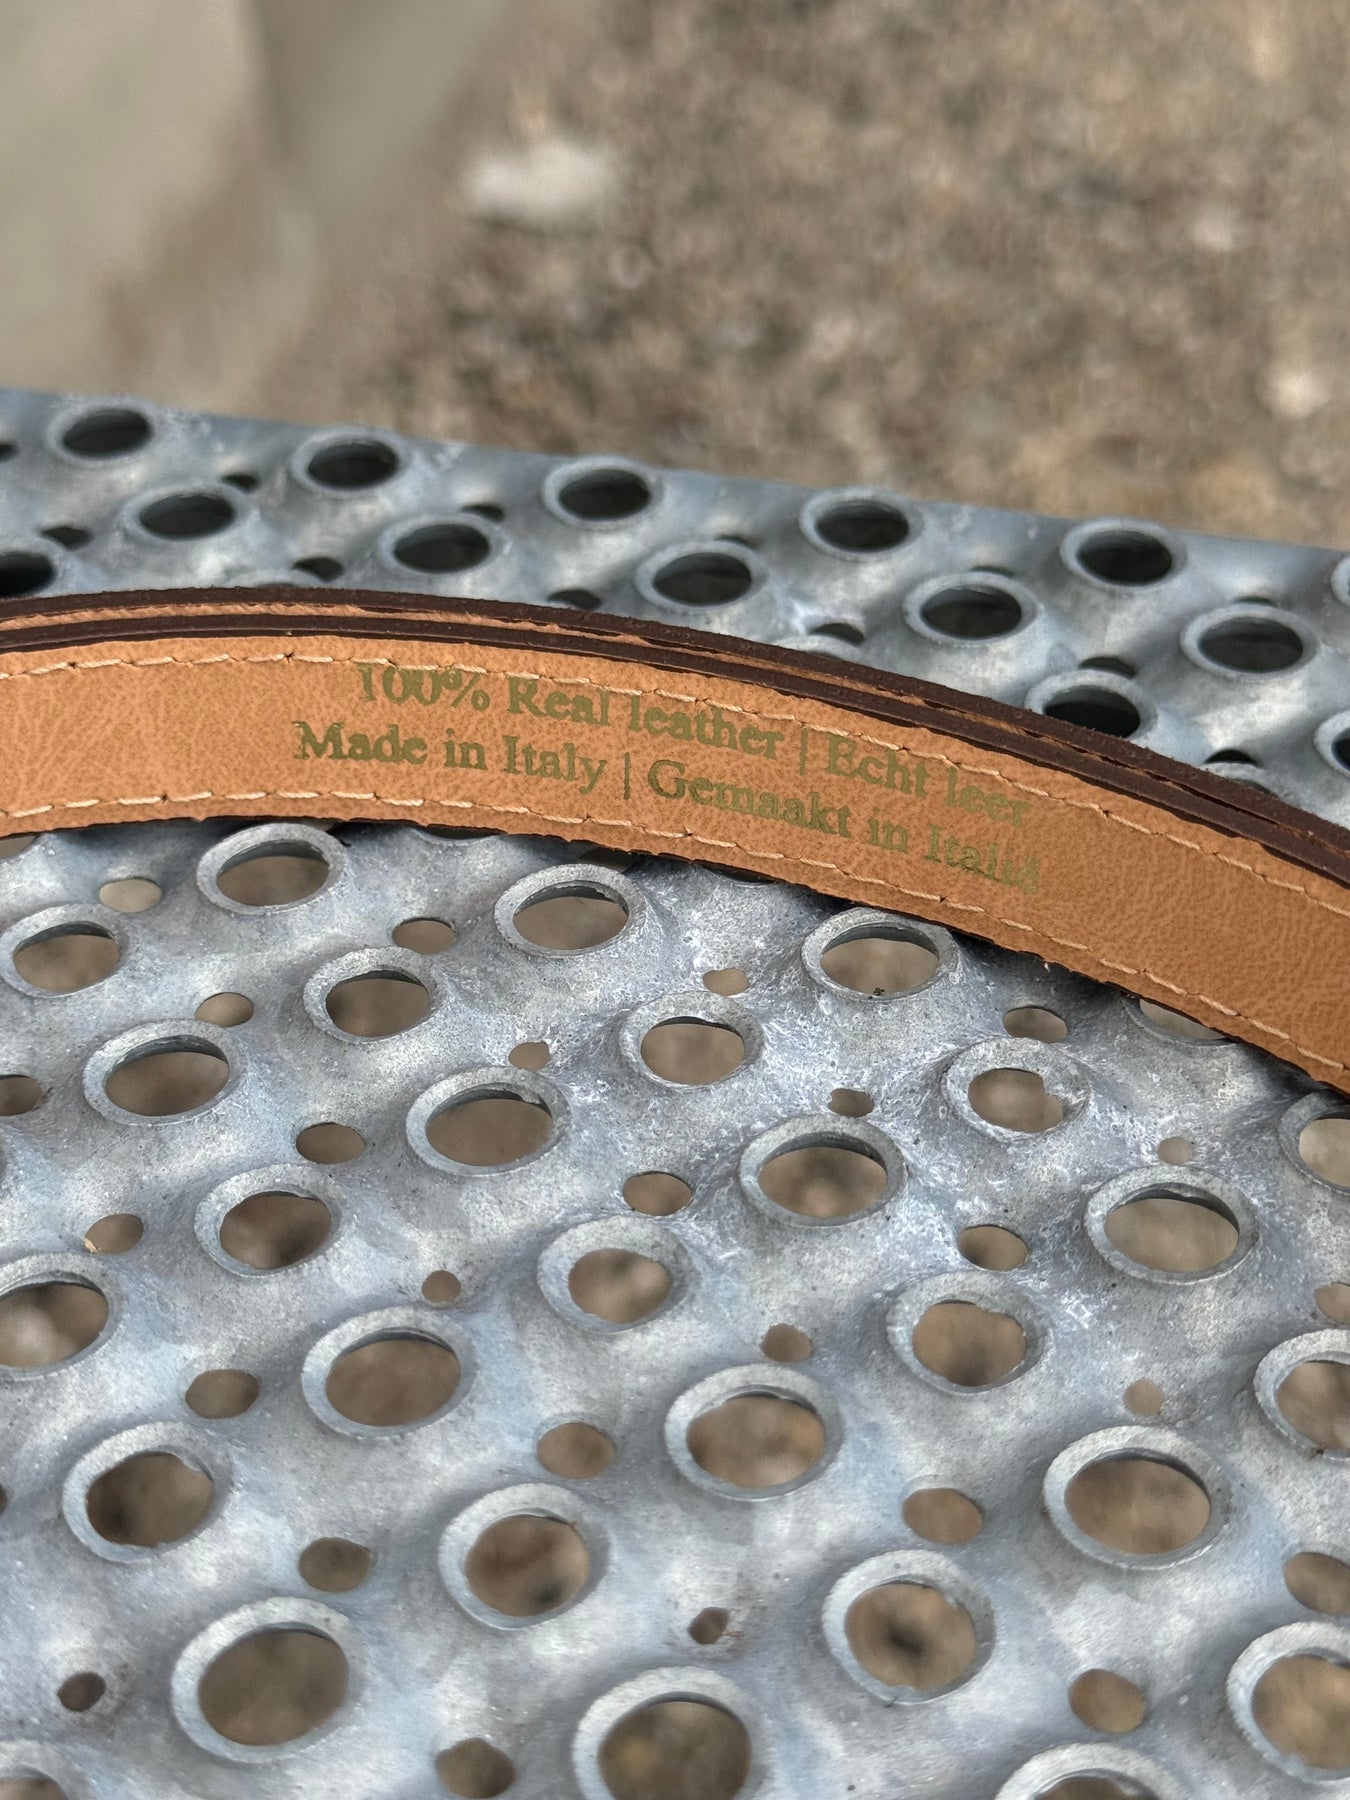 100% Real leather | Echt leer
Made in Italy | Gemaakt in Italië